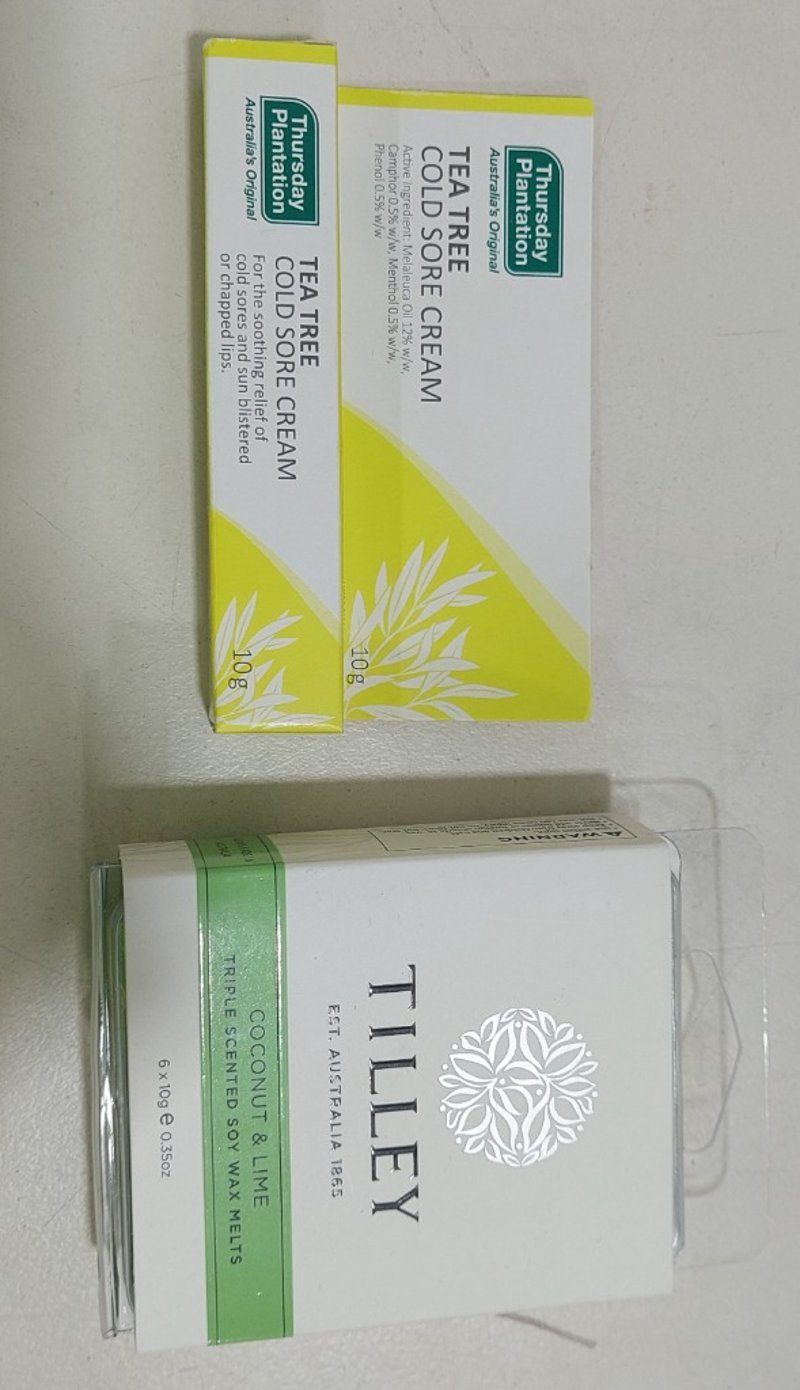 Thursday
Plantation
Australia's Original
TEA TREE
COLD SORE CREAM
Active Ingredient: Melaleuca Oil 12% w/w,
Camphor 0.5% w/w, Menthol 0.5% w/w,
Phenol 0.5% w/w
10g
Thursday
Plantation
Australia's Original
TEA TREE
COLD SORE CREAM
For the soothing relief of
cold sores and sun blistered
or chapped lips.
10g
WARNING
TILLEY
EST. AUSTRALIA 1865
COCONUT & LIME
TRIPLE SCENTED SOY WAX MELTS
6 x 10g e 0.35oz